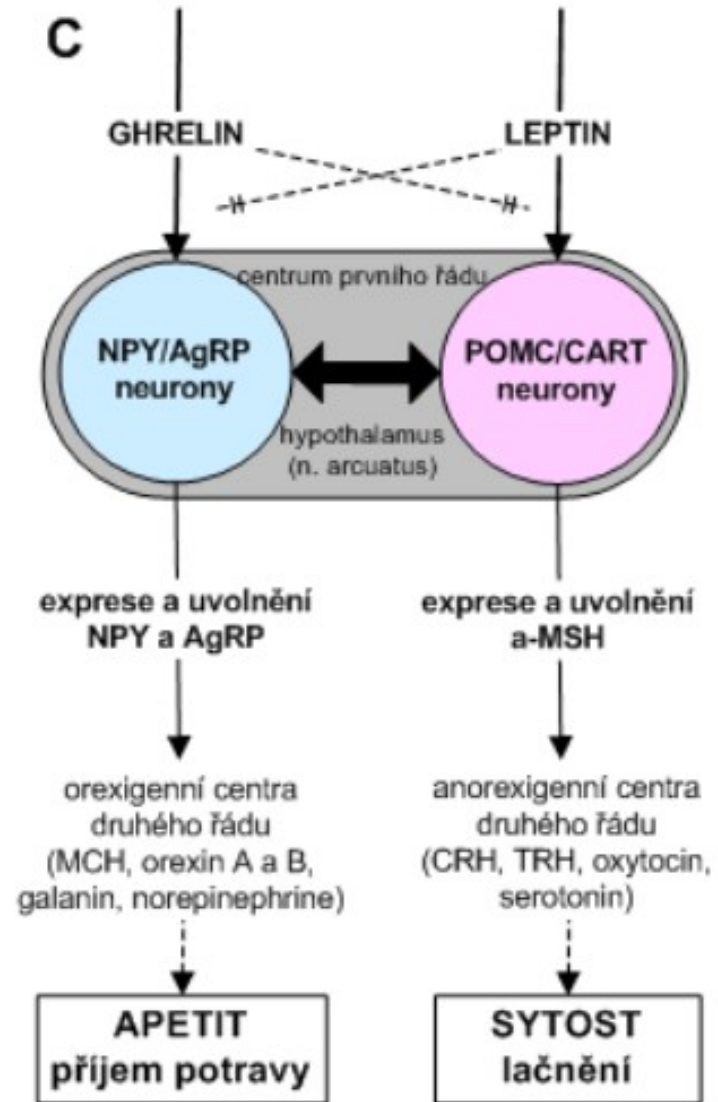 C
GHRELIN
LEPTIN
centrum prvního řádu
NPY/AgRP
neurony
POMC/CART
neurony
hypothalamus
(n. arcuatus)
exprese a uvolnění
NPY a AgRP
exprese a uvolnění
a-MSH
orexigenní centra
druhého řádu
(MCH, orexin A a B,
galanin, norepinephrine)
anorexigenní centra
druhého řádu
(CRH, TRH, oxytocin,
serotonin)
APETIT
příjem potravy
SYTOST
lačnění